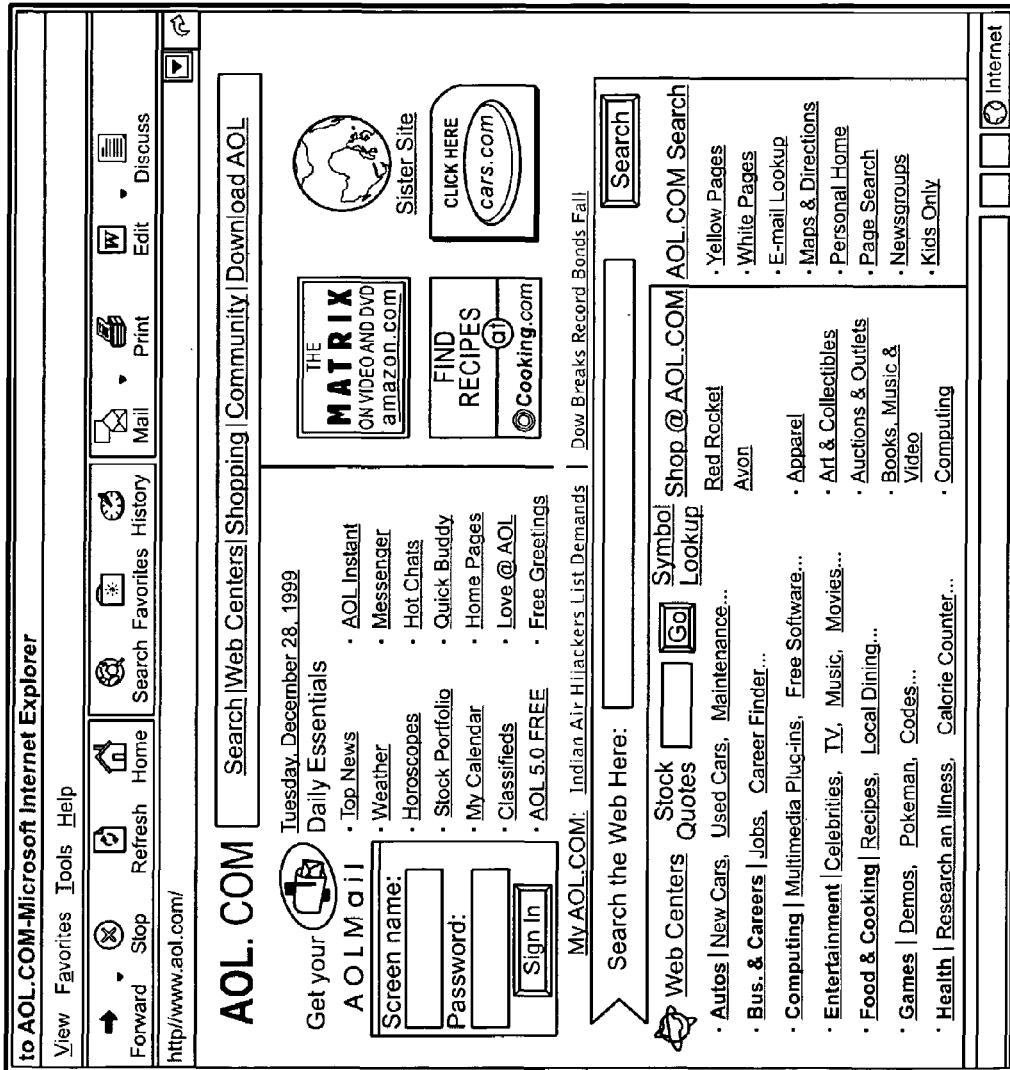 to AOL.COM-Microsoft Internet Explorer
View Favorites Tools Help
Forward Stop Refresh Home Search Favorites History Mail Print Edit Discuss
http//www.aol.com/
AOL. COM
Search | Web Centers | Shopping | Community | Download AOL
Get your
AOLMail
Screen name:
Password:
Sign In
Tuesday, December 28, 1999
Daily Essentials
· Top News
· Weather
· Horoscopes
· Stock Portfolio
· My Calendar
· Classifieds
· AOL 5.0 FREE
· AOL Instant
· Messenger
· Hot Chats
· Quick Buddy
· Home Pages
· Love @ AOL
· Free Greetings
THE
MATRIX
ON VIDEO AND DVD
amazon.com
Sister Site
FIND
RECIPES
at
Cooking.com
CLICK HERE
cars.com
My AOL.COM: Indian Air Hijackers List Demands | Dow Breaks Record Bonds Fall
Search the Web Here:
Search
Web Centers
Stock
Quotes
Go
Symbol
Lookup
· Autos | New Cars, Used Cars, Maintenance...
· Bus. & Careers | Jobs, Career Finder...
· Computing | Multimedia Plug-ins, Free Software...
· Entertainment | Celebrities, TV, Music, Movies...
· Food & Cooking | Recipes, Local Dining...
· Games | Demos, Pokeman, Codes...
· Health | Research an Illness, Calorie Counter...
Shop @ AOL.COM
Red Rocket
Avon
· Apparel
· Art & Collectibles
· Auctions & Outlets
· Books, Music &
Video
· Computing
AOL.COM Search
· Yellow Pages
· White Pages
· E-mail Lookup
· Maps & Directions
· Personal Home
· Page Search
· Newsgroups
· Kids Only
Internet